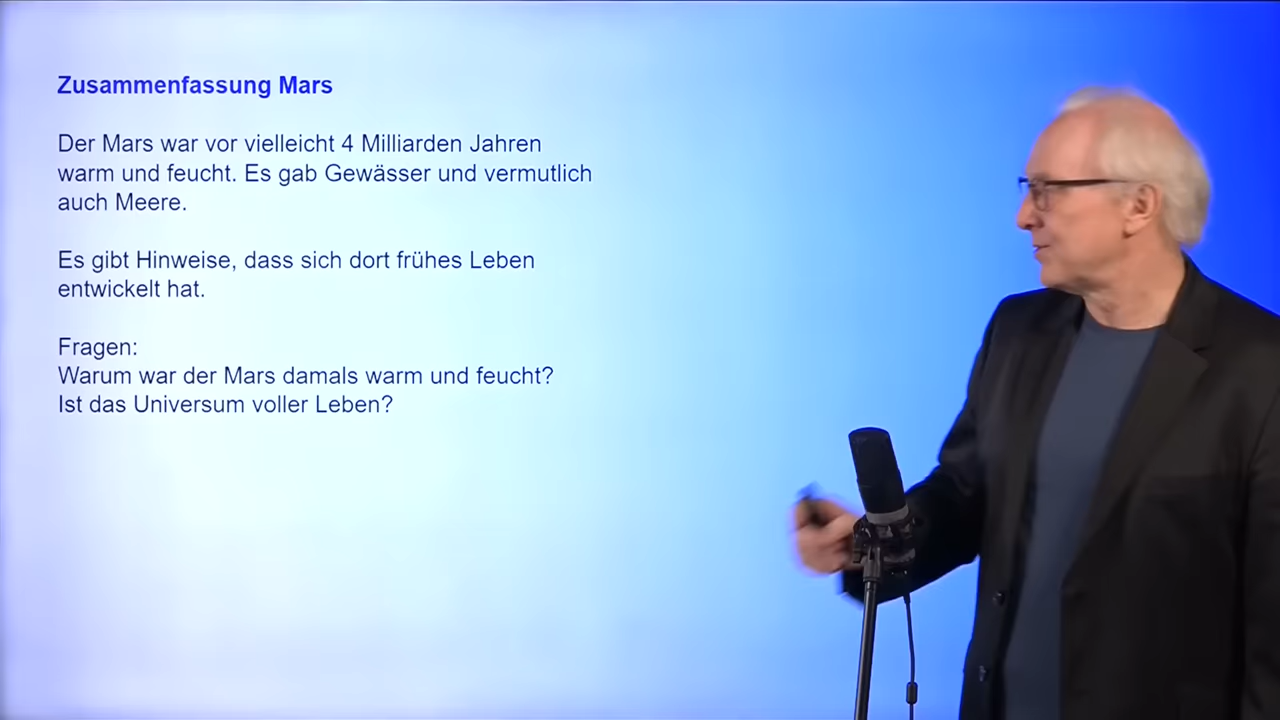 Zusammenfassung Mars
Der Mars war vor vielleicht 4 Milliarden Jahren
warm und feucht. Es gab Gewässer und vermutlich
auch Meere.
Es gibt Hinweise, dass sich dort frühes Leben
entwickelt hat.
Fragen:
Warum war der Mars damals warm und feucht?
Ist das Universum voller Leben?